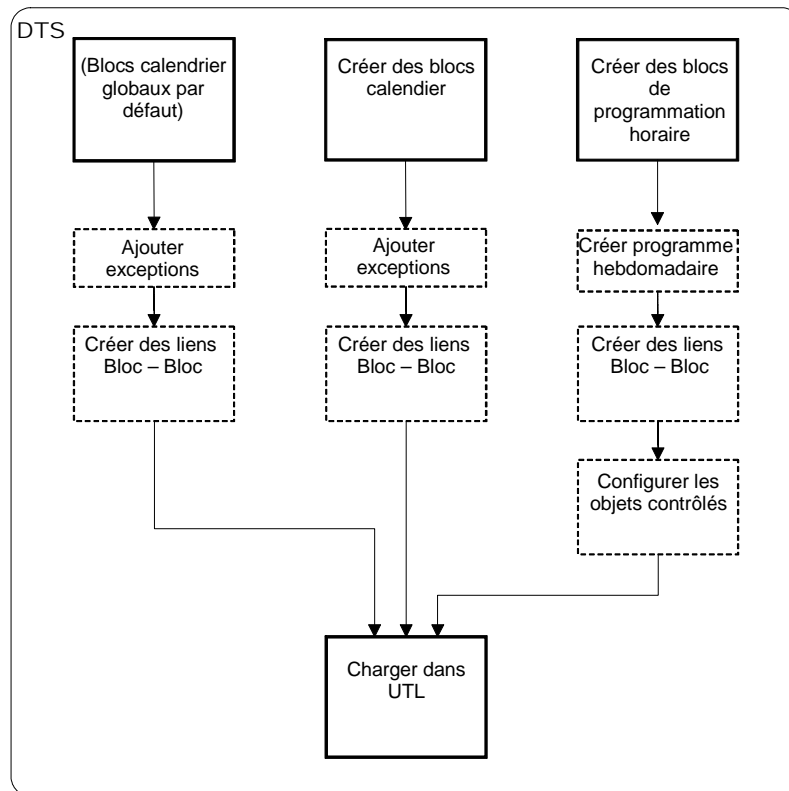 DTS
(Blocs calendrier
globaux par
défaut)
Créer des blocs
calendier
Créer des blocs
de
programmation
horaire
Ajouter
exceptions
Ajouter
exceptions
Créer programme
hebdomadaire
Créer des liens
Bloc – Bloc
Créer des liens
Bloc – Bloc
Créer des liens
Bloc – Bloc
Configurer les
objets contrôlés
Charger dans
UTL